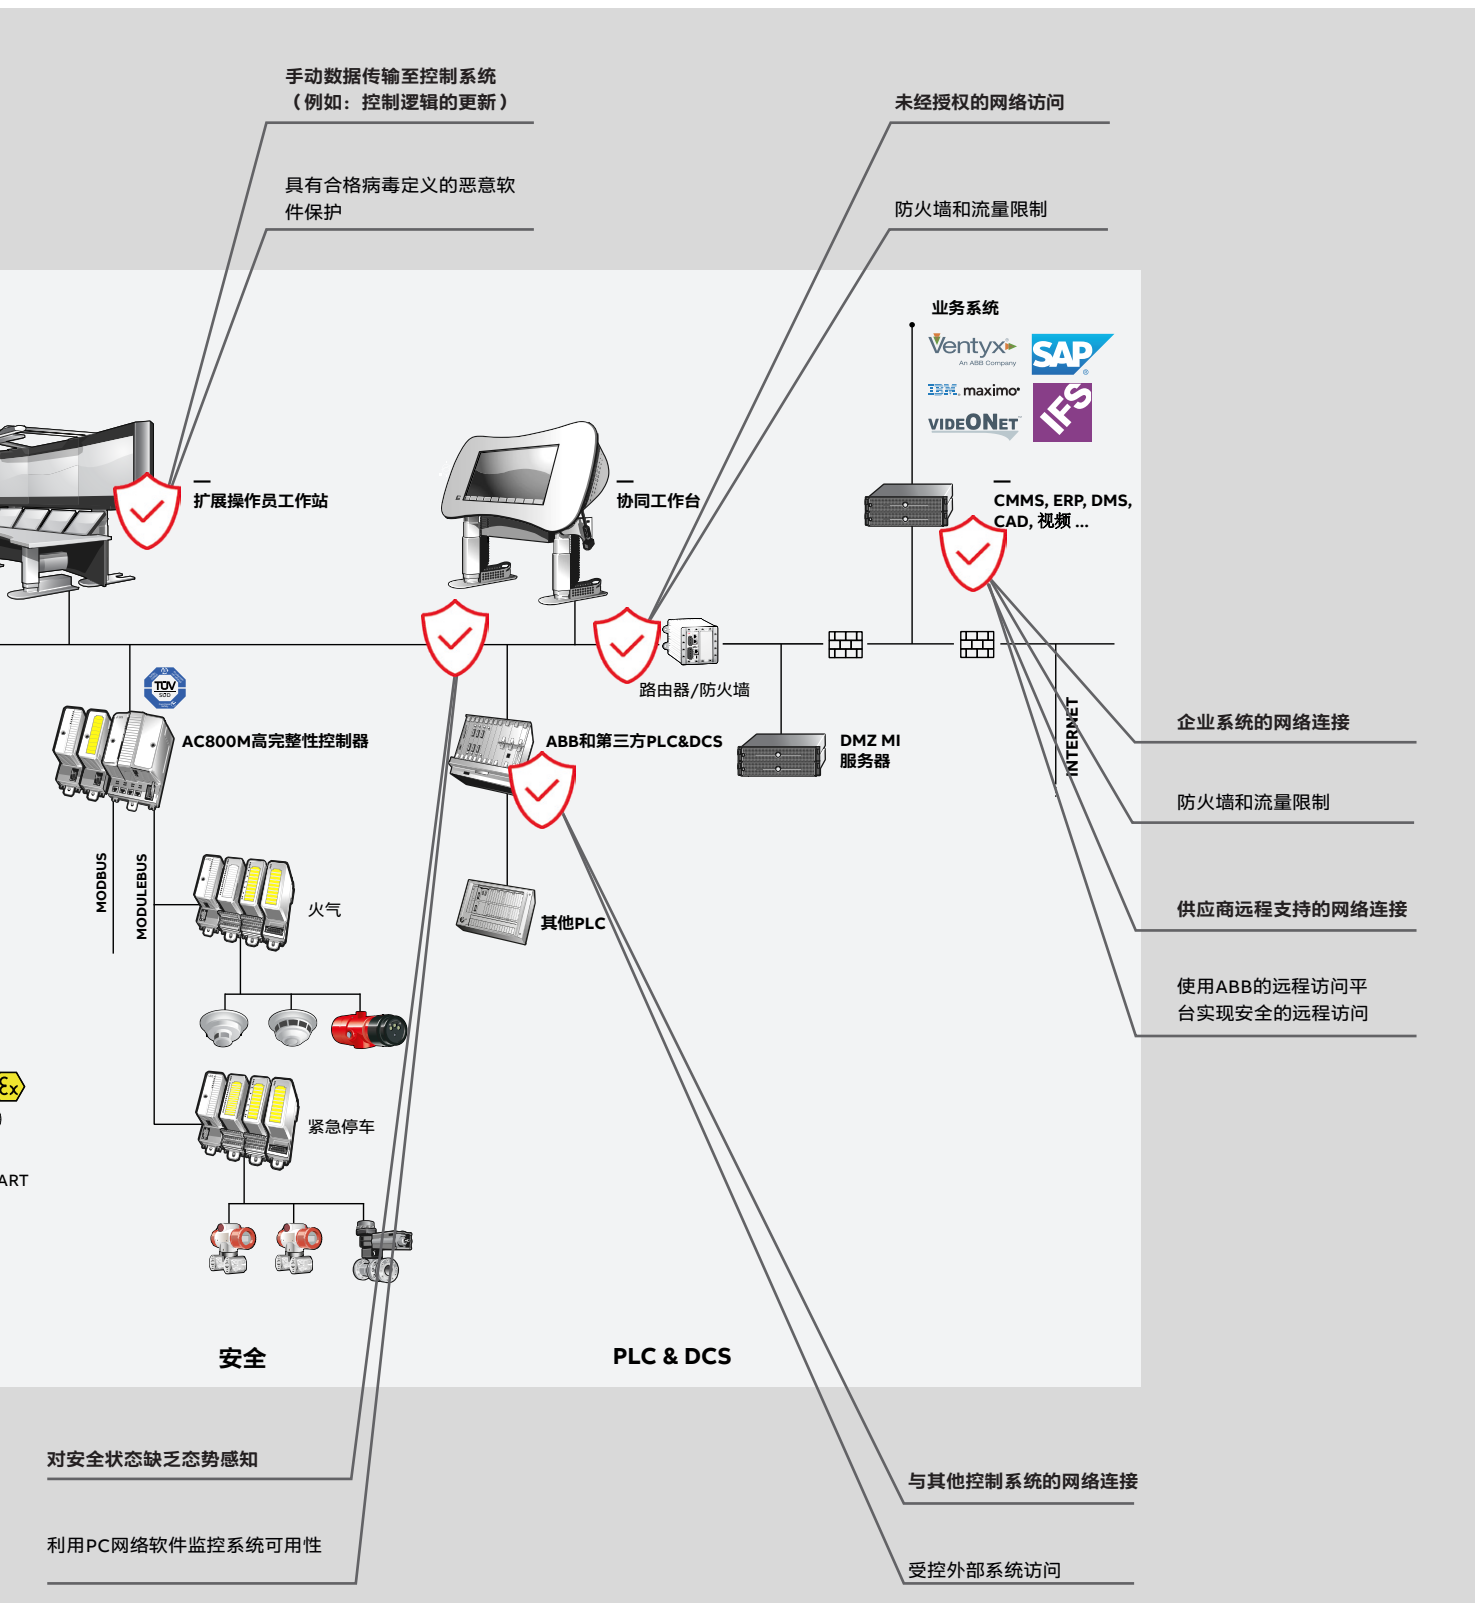 手动数据传输至控制系统
（例如：控制逻辑的更新）
未经授权的网络访问
具有合格病毒定义的恶意软
件保护
防火墙和流量限制
业务系统
Ventyx
An ABB Company
SAP
IBM. maximo
IFS
VIDEONET
扩展操作员工作站
协同工作台
CMMS, ERP, DMS,
CAD, 视频 ...
TÜV
SÜD
路由器/防火墙
AC800M高完整性控制器
ABB和第三方PLC&DCS
DMZ MI
服务器
INTERNET
企业系统的网络连接
防火墙和流量限制
MODBUS
MODULEBUS
火气
其他PLC
供应商远程支持的网络连接
使用ABB的远程访问平
台实现安全的远程访问
εx
)
紧急停车
ART
安全
PLC & DCS
对安全状态缺乏态势感知
与其他控制系统的网络连接
利用PC网络软件监控系统可用性
受控外部系统访问